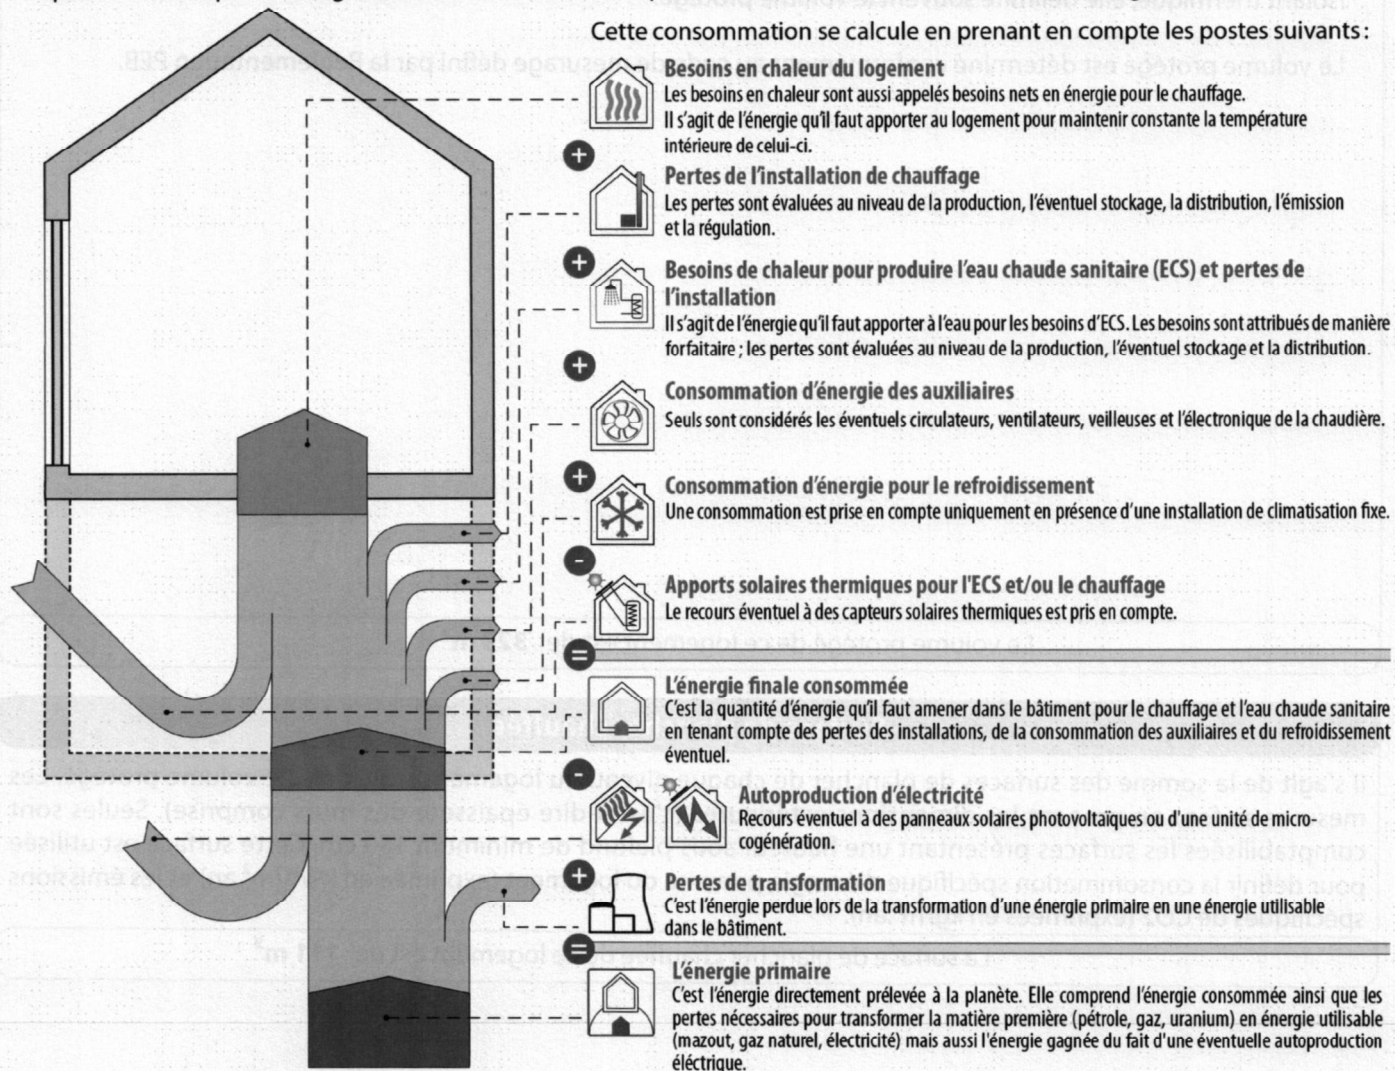 Cette consommation se calcule en prenant en compte les postes suivants :
Besoins en chaleur du logement
Les besoins en chaleur sont aussi appelés besoins nets en énergie pour le chauffage.
Il s'agit de l'énergie qu'il faut apporter au logement pour maintenir constante la température
intérieure de celui-ci.
+
Pertes de l'installation de chauffage
Les pertes sont évaluées au niveau de la production, l'éventuel stockage, la distribution, l'émission
et la régulation.
+
Besoins de chaleur pour produire l'eau chaude sanitaire (ECS) et pertes de
l'installation
Il s'agit de l'énergie qu'il faut apporter à l'eau pour les besoins d'ECS. Les besoins sont attribués de manière
forfaitaire ; les pertes sont évaluées au niveau de la production, l'éventuel stockage et la distribution.
+
Consommation d'énergie des auxiliaires
Seuls sont considérés les éventuels circulateurs, ventilateurs, veilleuses et l'électronique de la chaudière.
+
Consommation d'énergie pour le refroidissement
Une consommation est prise en compte uniquement en présence d'une installation de climatisation fixe.
-
Apports solaires thermiques pour l'ECS et/ou le chauffage
Le recours éventuel à des capteurs solaires thermiques est pris en compte.
=
L'énergie finale consommée
C'est la quantité d'énergie qu'il faut amener dans le bâtiment pour le chauffage et l'eau chaude sanitaire
en tenant compte des pertes des installations, de la consommation des auxiliaires et du refroidissement
éventuel.
-
Autoproduction d'électricité
Recours éventuel à des panneaux solaires photovoltaïques ou d'une unité de micro-
cogénération.
+
Pertes de transformation
C'est l'énergie perdue lors de la transformation d'une énergie primaire en une énergie utilisable
dans le bâtiment.
=
L'énergie primaire
C'est l'énergie directement prélevée à la planète. Elle comprend l'énergie consommée ainsi que les
pertes nécessaires pour transformer la matière première (pétrole, gaz, uranium) en énergie utilisable
(mazout, gaz naturel, électricité) mais aussi l'énergie gagnée du fait d'une éventuelle autoproduction
éléctrique.